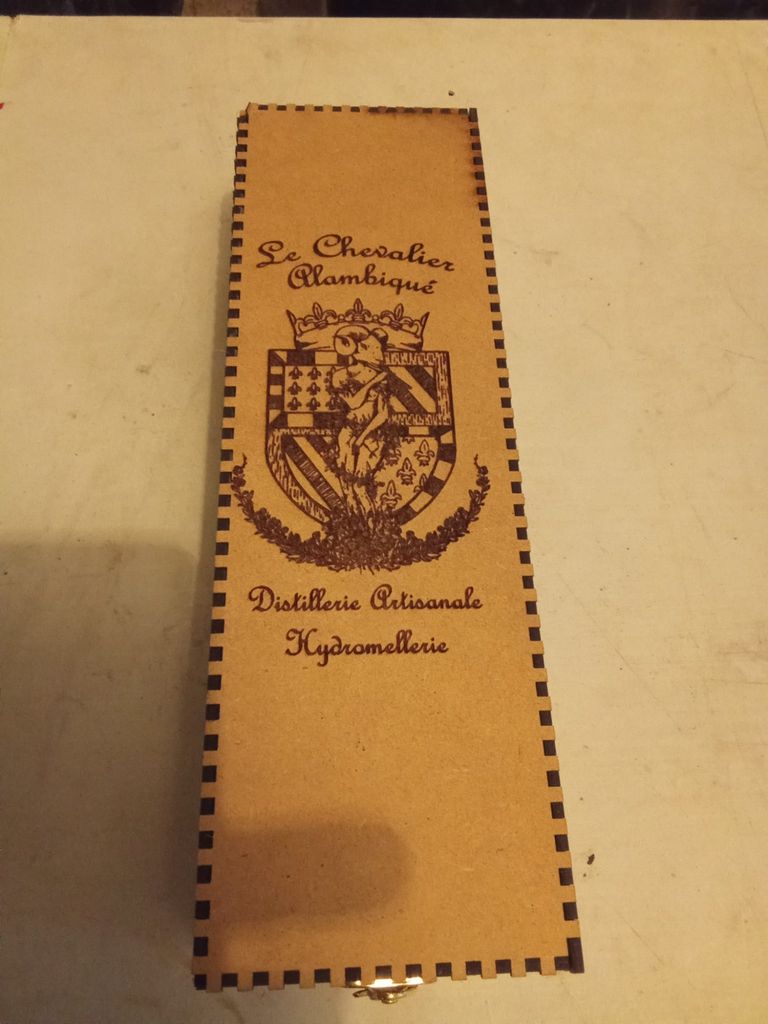 Le Chevalier
Alambiqué
Distillerie Artisanale
Hydromellerie